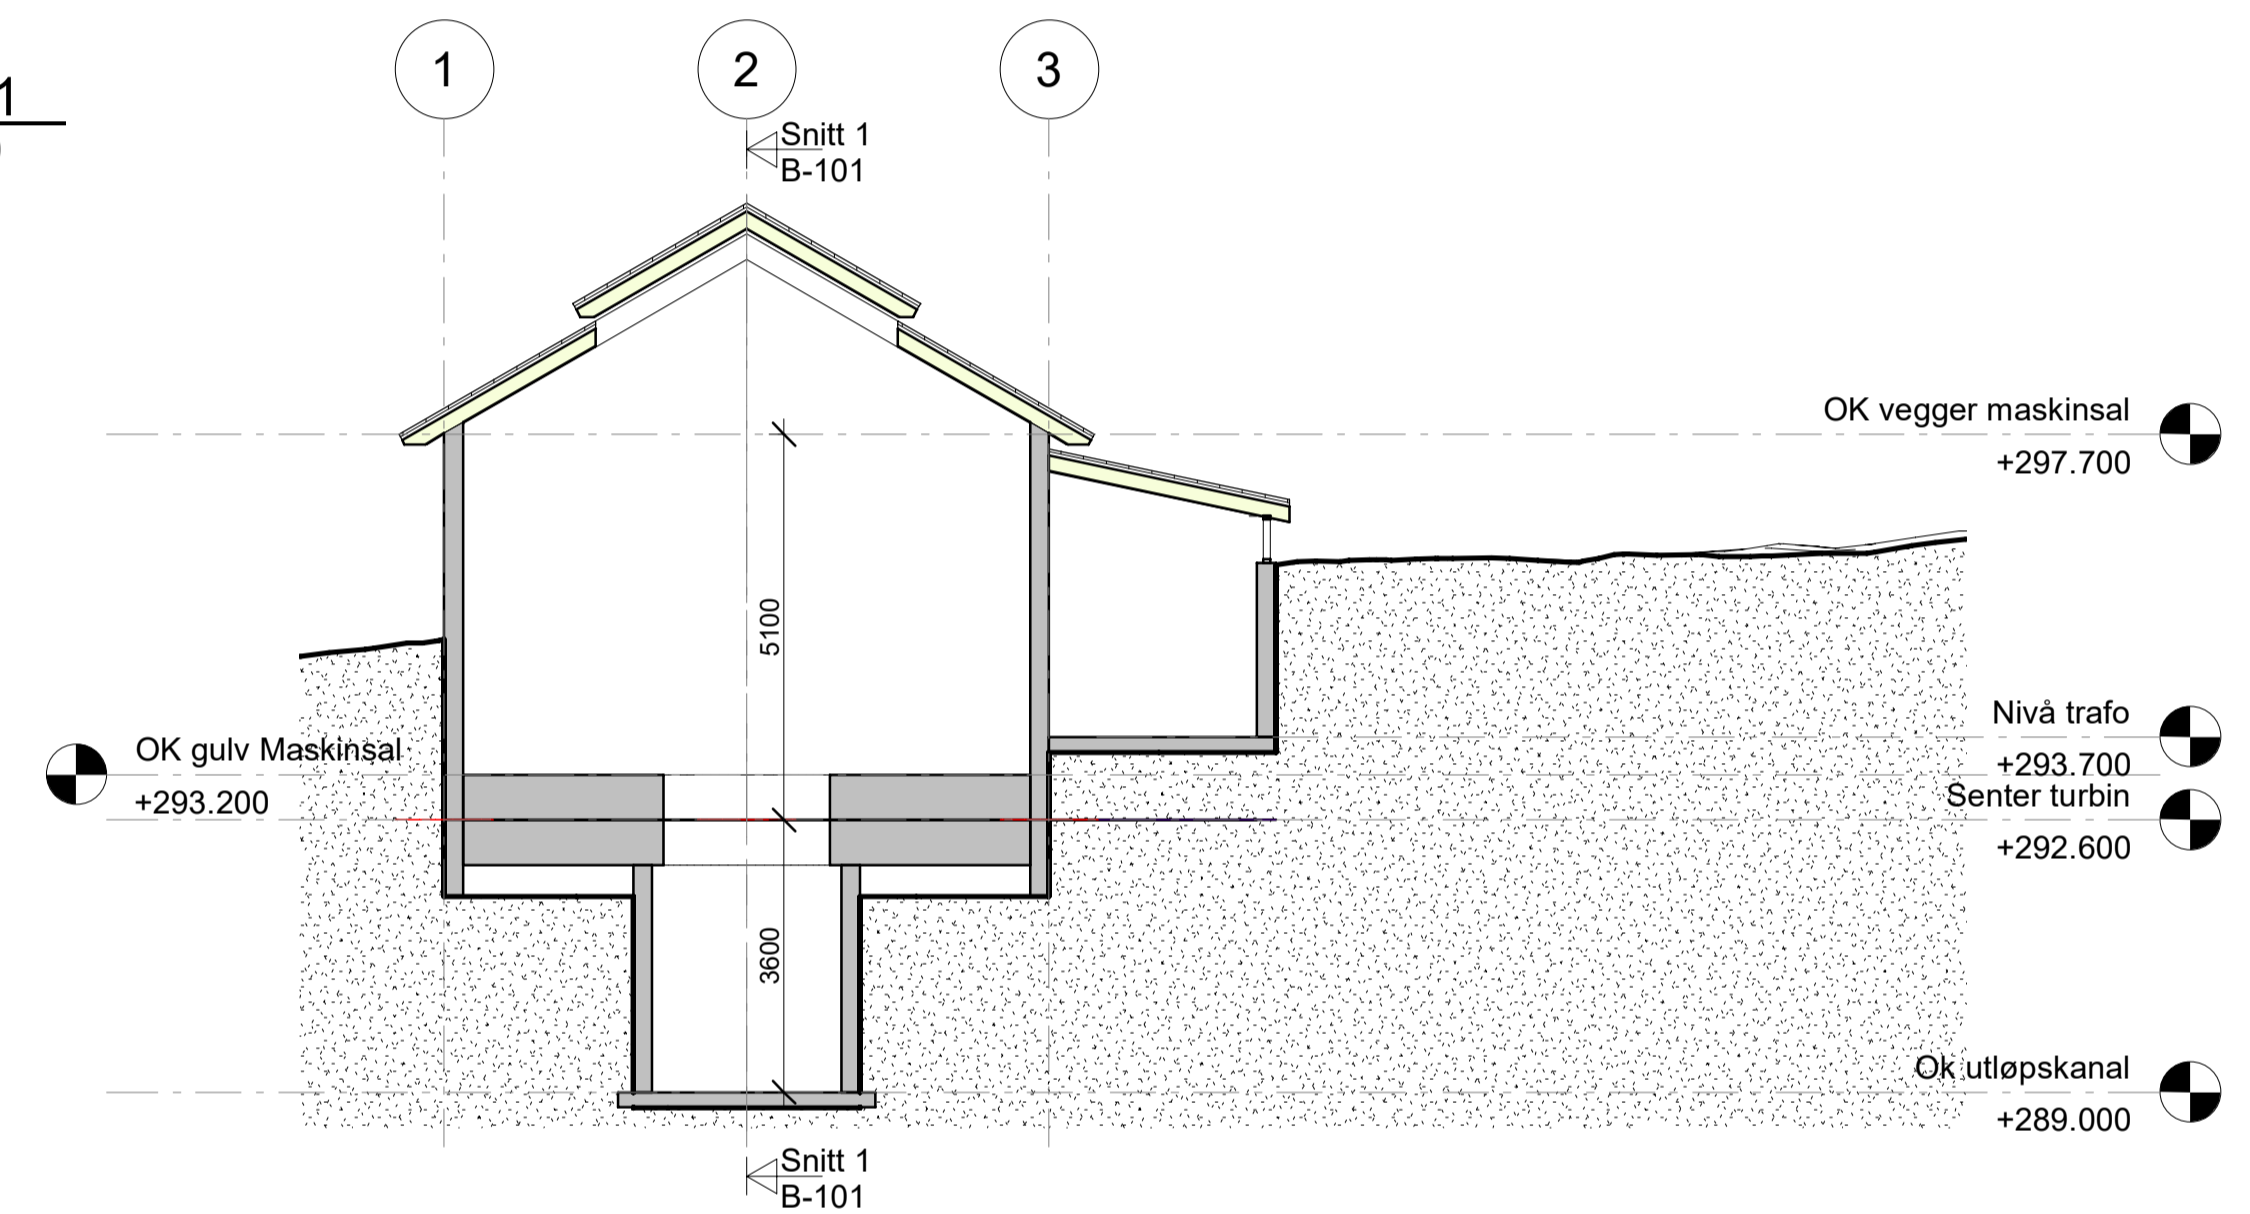 1
2
3
1
Snitt 1
B-101
OK vegger maskinsal
+297.700
5100
Nivå trafo
+293.700
OK gulv Maskinsal
+293.200
Senter turbin
+292.600
3600
Ok utløpskanal
+289.000
Snitt 1
B-101